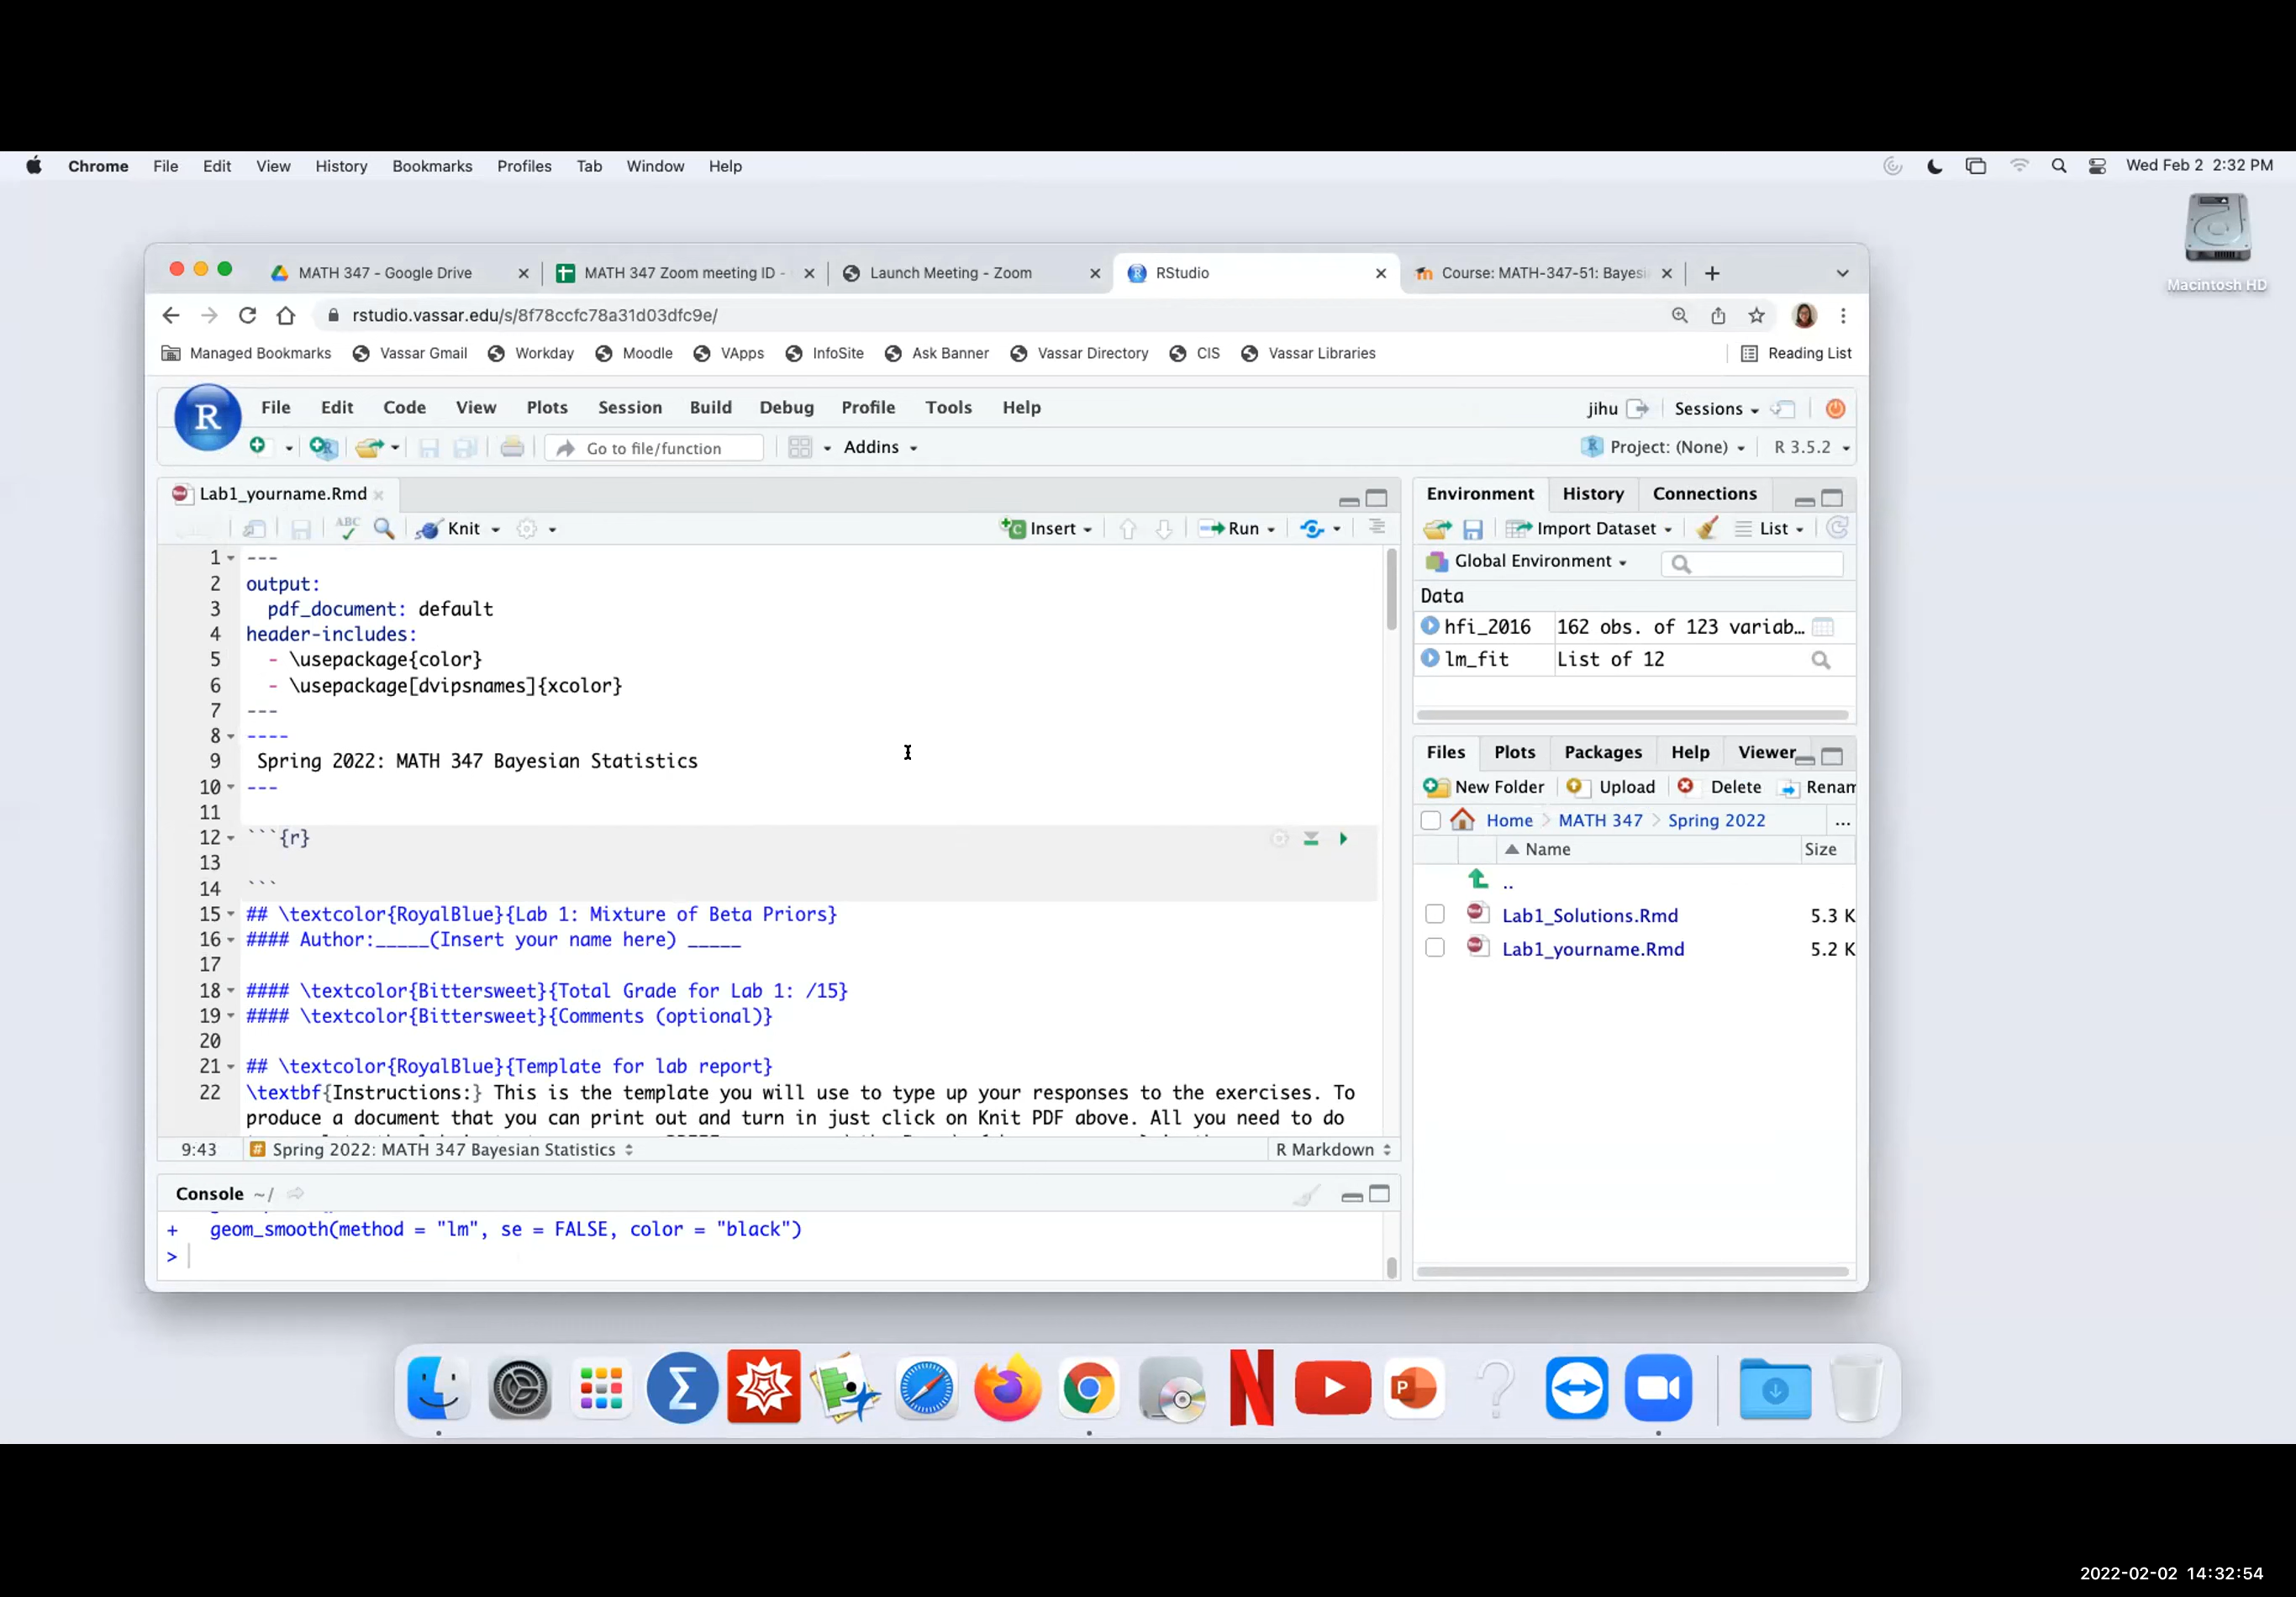 Chrome File Edit View History Bookmarks Profiles Tab Window Help
Wed Feb 2 2:32 PM
Macintosh HD
MATH 347 - Google Drive
MATH 347 Zoom meeting ID -
Launch Meeting - Zoom
RStudio
Course: MATH-347-51: Bayesi
rstudio.vassar.edu/s/8f78ccfc78a31d03dfc9e/
Managed Bookmarks Vassar Gmail Workday Moodle VApps InfoSite Ask Banner Vassar Directory CIS Vassar Libraries Reading List
R
File Edit Code View Plots Session Build Debug Profile Tools Help
jihu Sessions
Go to file/function Addins
Project: (None) R 3.5.2
Lab1_yourname.Rmd
ABC Knit Insert Run
1 ---
2 output:
3 pdf_document: default
4 header-includes:
5 - \usepackage{color}
6 - \usepackage[dvipsnames]{xcolor}
7 ---
8 ----
9 Spring 2022: MATH 347 Bayesian Statistics
10 ---
11
12 ```{r}
13
14 ```
15 ## \textcolor{RoyalBlue}{Lab 1: Mixture of Beta Priors}
16 #### Author:_____(Insert your name here) _____
17
18 #### \textcolor{Bittersweet}{Total Grade for Lab 1: /15}
19 #### \textcolor{Bittersweet}{Comments (optional)}
20
21 ## \textcolor{RoyalBlue}{Template for lab report}
22 \textbf{Instructions:} This is the template you will use to type up your responses to the exercises. To
produce a document that you can print out and turn in just click on Knit PDF above. All you need to do
9:43 # Spring 2022: MATH 347 Bayesian Statistics R Markdown
Console ~/
+ geom_smooth(method = "lm", se = FALSE, color = "black")
>
Environment History Connections
Import Dataset List
Global Environment
Data
hfi_2016 162 obs. of 123 variab...
lm_fit List of 12
Files Plots Packages Help Viewer
New Folder Upload Delete Renam
Home > MATH 347 > Spring 2022 ...
Name Size
..
Lab1_Solutions.Rmd 5.3 K
Lab1_yourname.Rmd 5.2 K
2022-02-02 14:32:54